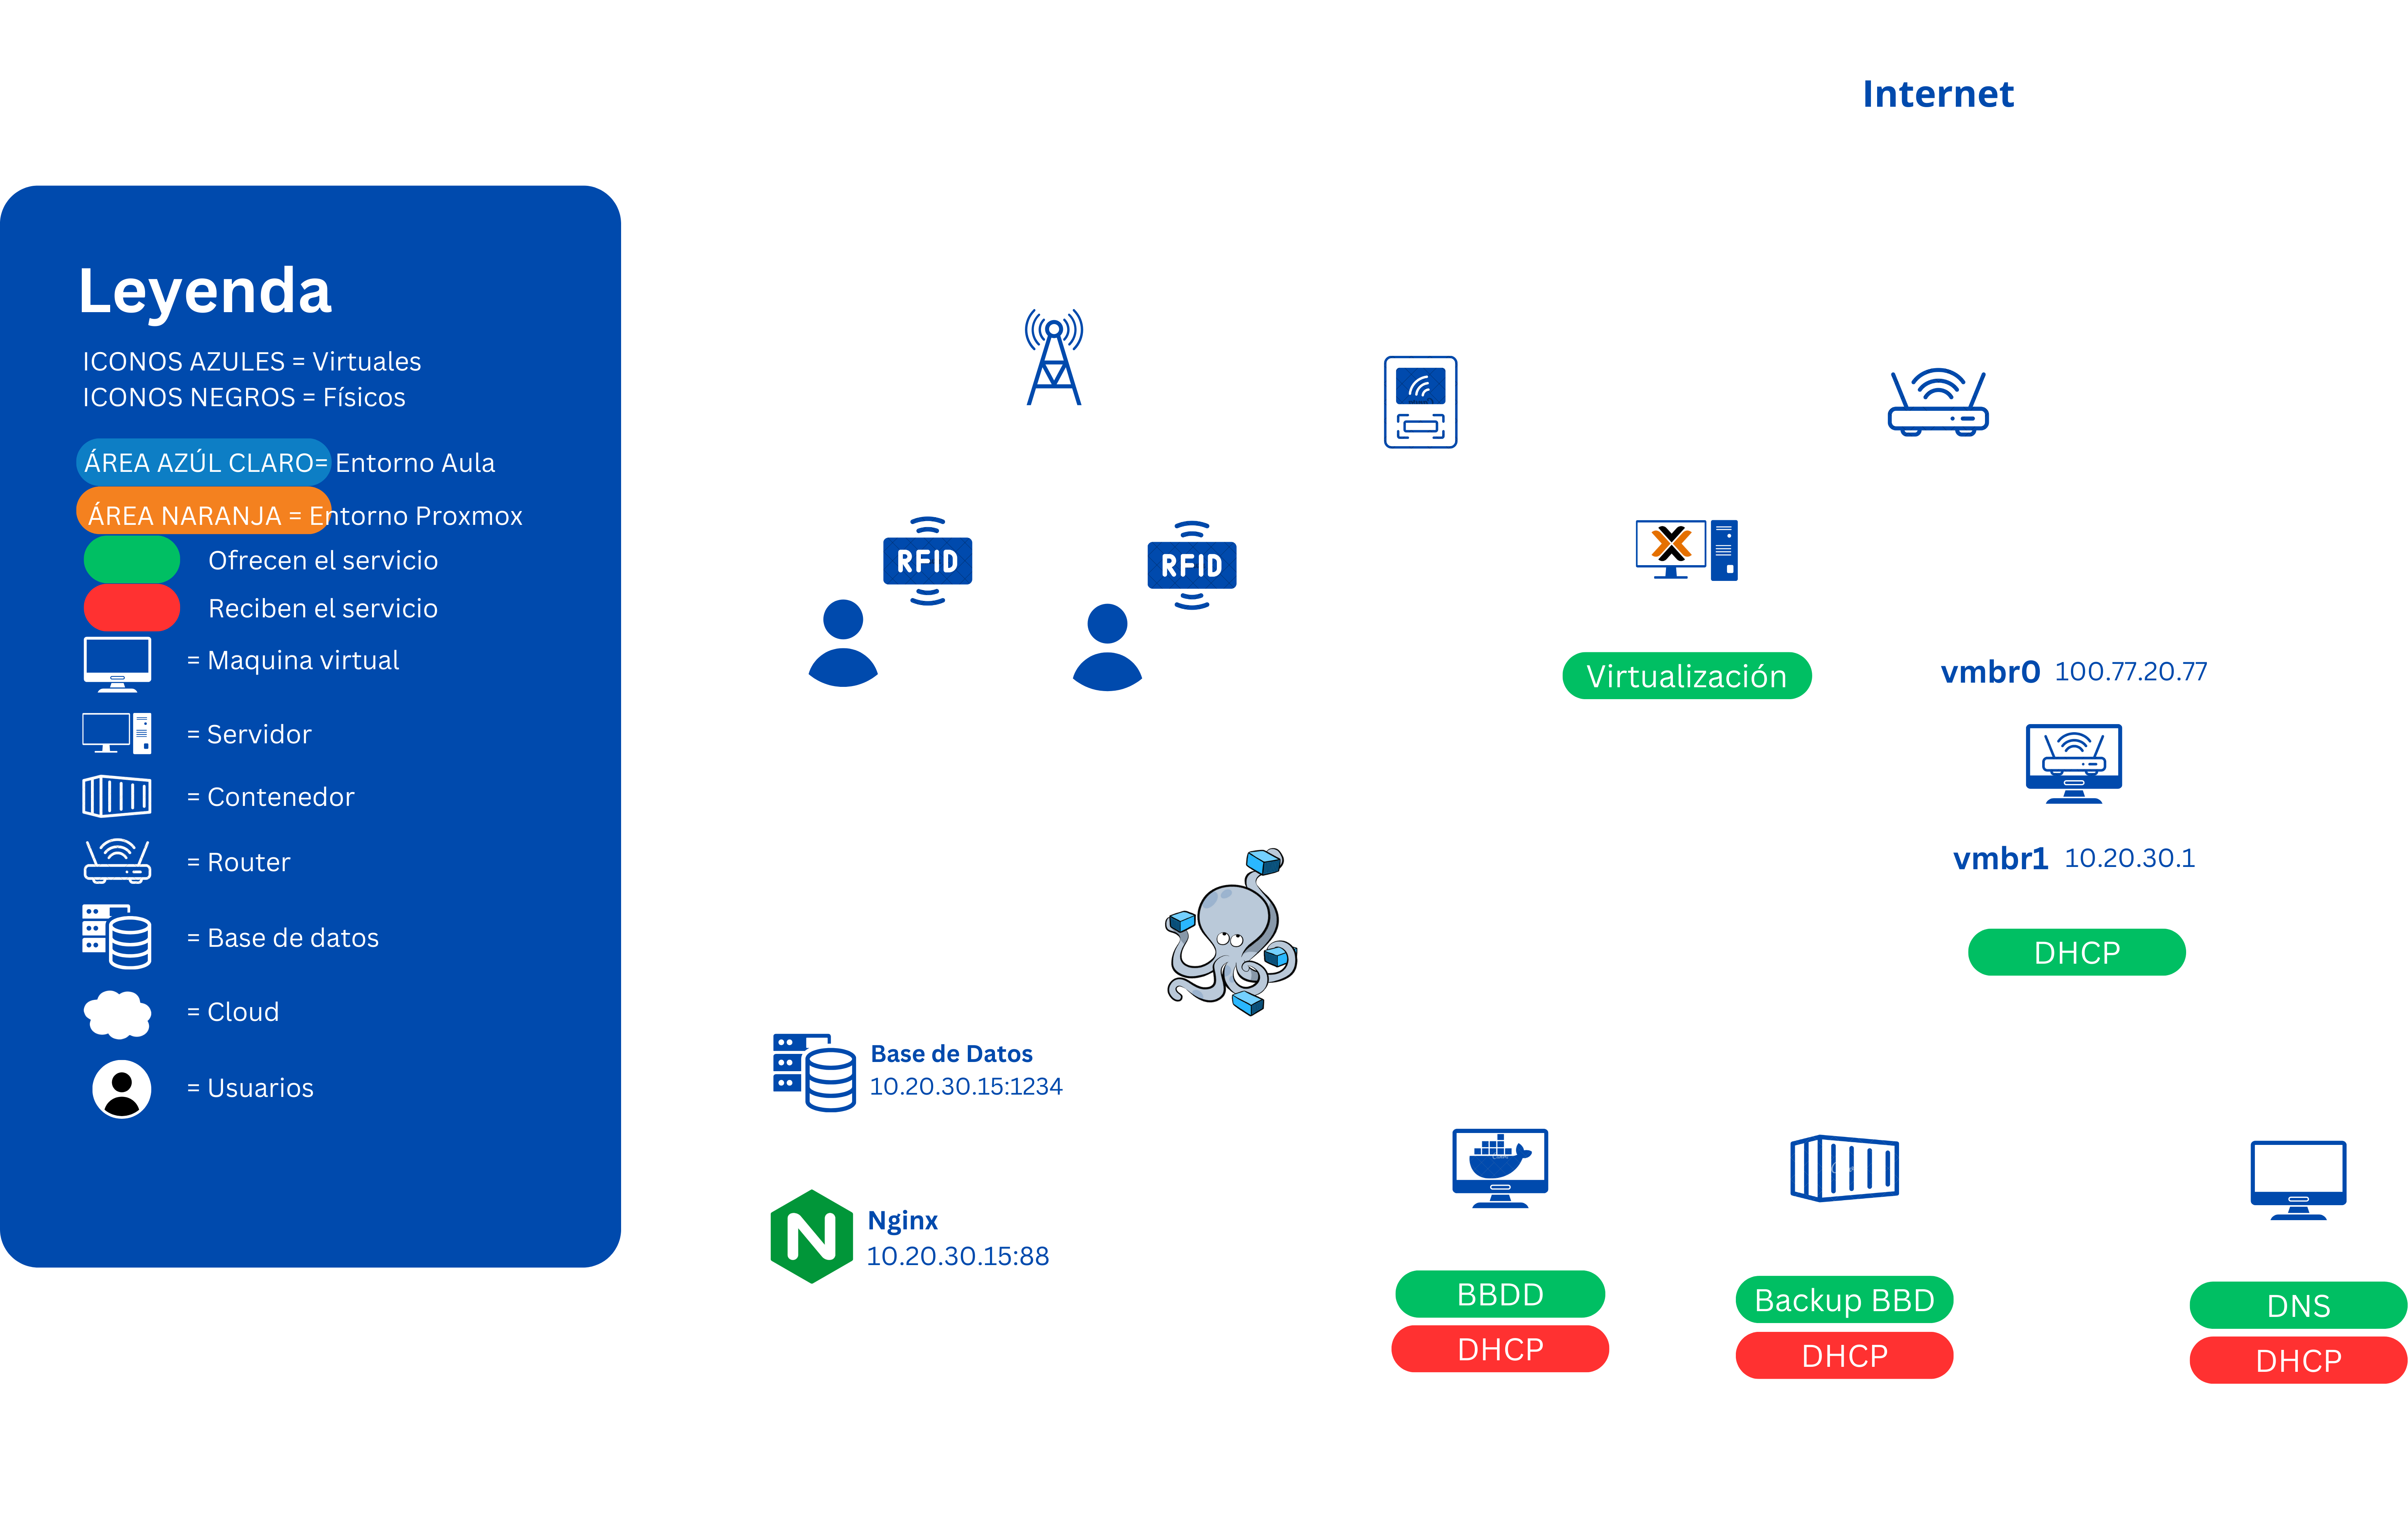 Internet
Leyenda
ICONOS AZULES = Virtuales
ICONOS NEGROS = Físicos
ÁREA AZÚL CLARO= Entorno Aula
ÁREA NARANJA = Entorno Proxmox
Ofrecen el servicio
Reciben el servicio
= Maquina virtual
= Servidor
= Contenedor
= Router
= Base de datos
= Cloud
= Usuarios
RFID
RFID
Virtualización
vmbr0 100.77.20.77
vmbr1 10.20.30.1
DHCP
Base de Datos
10.20.30.15:1234
Nginx
10.20.30.15:88
BBDD
DHCP
Backup BBD
DHCP
DNS
DHCP